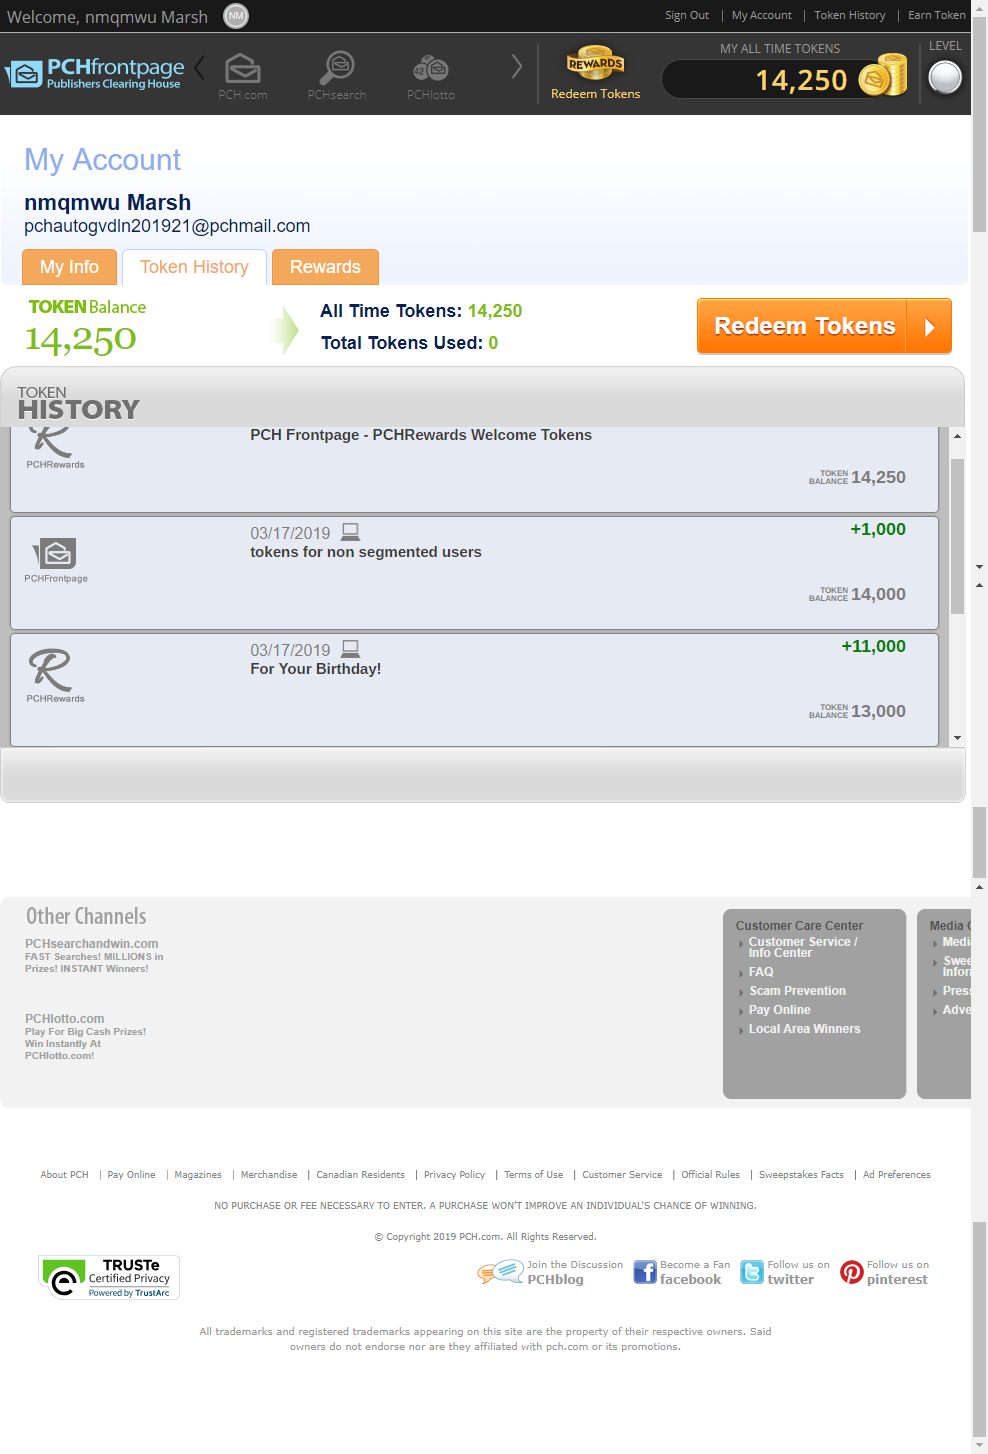 Welcome, nmqmwu Marsh
NM
Sign Out | My Account | Token History | Earn Token
PCHfrontpage
Publishers Clearing House
PCH.com
PCHsearch
42
PCHlotto
REWARDS
Redeem Tokens
MY ALL TIME TOKENS
14,250
LEVEL
My Account
nmqmwu Marsh
pchautogvdln201921@pchmail.com
My Info
Token History
Rewards
TOKEN Balance
14,250
All Time Tokens: 14,250
Total Tokens Used: 0
Redeem Tokens
TOKEN
HISTORY
PCHRewards
PCH Frontpage - PCHRewards Welcome Tokens
TOKEN
BALANCE 14,250
PCHFrontpage
03/17/2019
tokens for non segmented users
+1,000
TOKEN
BALANCE 14,000
R
PCHRewards
03/17/2019
For Your Birthday!
+11,000
TOKEN
BALANCE 13,000
Other Channels
PCHsearchandwin.com
FAST Searches! MILLIONS in
Prizes! INSTANT Winners!
PCHlotto.com
Play For Big Cash Prizes!
Win Instantly At
PCHlotto.com!
Customer Care Center
Customer Service /
Info Center
FAQ
Scam Prevention
Pay Online
Local Area Winners
Media
Medi
Swee
Infor
Pres
Adve
About PCH | Pay Online | Magazines | Merchandise | Canadian Residents | Privacy Policy | Terms of Use | Customer Service | Official Rules | Sweepstakes Facts | Ad Preferences
NO PURCHASE OR FEE NECESSARY TO ENTER. A PURCHASE WON'T IMPROVE AN INDIVIDUAL'S CHANCE OF WINNING.
© Copyright 2019 PCH.com. All Rights Reserved.
TRUSTe
Certified Privacy
Powered by TrustArc
Join the Discussion
PCHblog
Become a Fan
facebook
Follow us on
twitter
Follow us on
pinterest
All trademarks and registered trademarks appearing on this site are the property of their respective owners. Said
owners do not endorse nor are they affiliated with pch.com or its promotions.